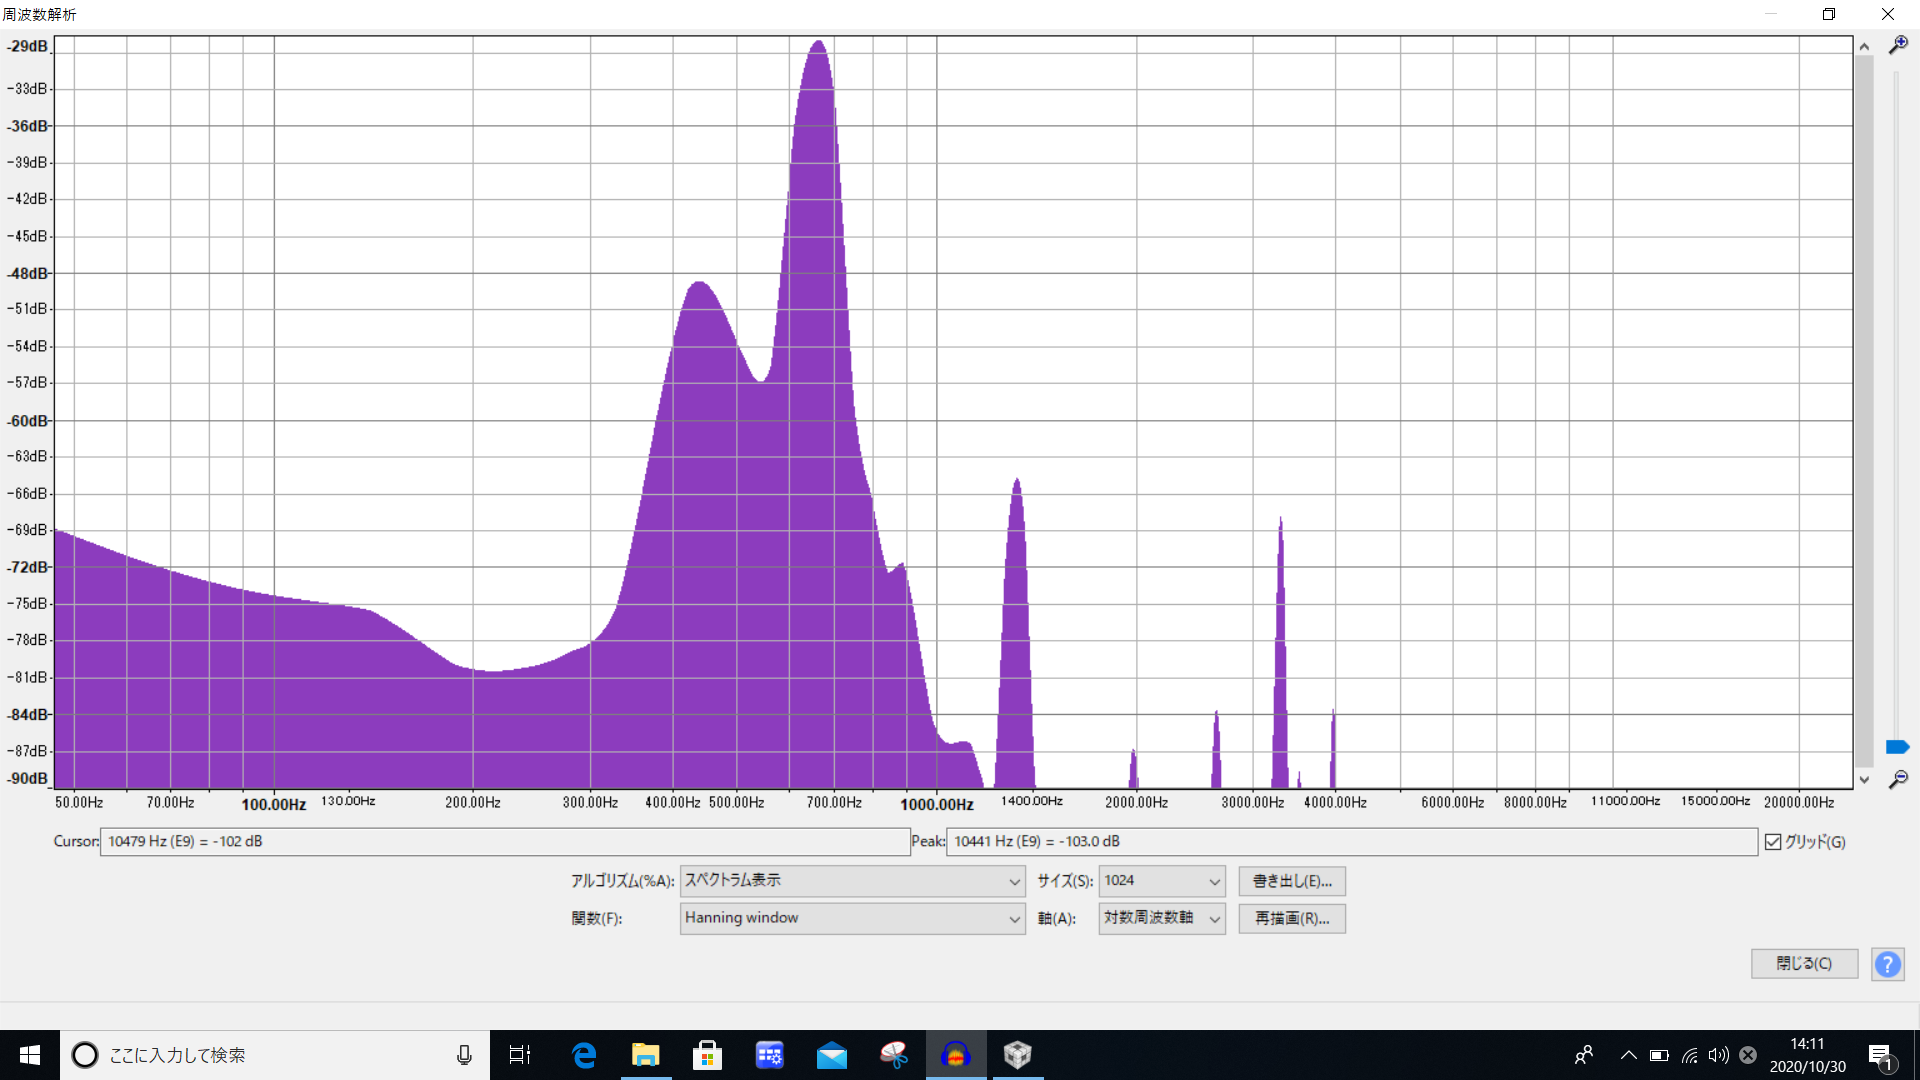 周波数解析
-29dB
-33dB
-36dB
-39dB
-42dB
-45dB
-48dB
-51dB
-54dB
-57dB
-60dB
-63dB
-66dB
-69dB
-72dB
-75dB
-78dB
-81dB
-84dB
-87dB
-90dB
50.00Hz 70.00Hz 100.00Hz 130.00Hz 200.00Hz 300.00Hz 400.00Hz 500.00Hz 700.00Hz 1000.00Hz 1400.00Hz 2000.00Hz 3000.00Hz 4000.00Hz 6000.00Hz 8000.00Hz 11000.00Hz 15000.00Hz 20000.00Hz
Cursor: 10479 Hz (E9) = -102 dB Peak: 10441 Hz (E9) = -103.0 dB グリッド(G)
アルゴリズム(%A): スペクトラム表示 サイズ(S): 1024 書き出し(E)...
関数(F): Hanning window 軸(A): 対数周波数軸 再描画(R)...
閉じる(C) ?
ここに入力して検索
14:11
2020/10/30
1